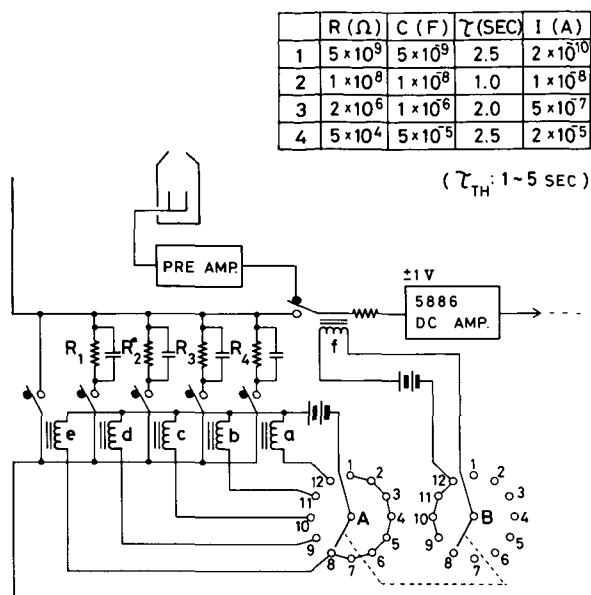 R (Ω) C (F) τ (SEC) I (A)
1 5×10⁹ 5×10⁻⁹ 2.5 2×10⁻¹⁰
2 1×10⁸ 1×10⁻⁸ 1.0 1×10⁻⁸
3 2×10⁶ 1×10⁻⁶ 2.0 5×10⁻⁷
4 5×10⁴ 5×10⁻⁵ 2.5 2×10⁻⁵
(τTH: 1~5 SEC)
PRE AMP.
±1 V
5886
DC AMP.
f
R1 R2 R3 R4
e d c b a
12 1 2 3 4 5 6 7 8 9 10 11
A
12 1 2 3 4 5 6 7 8 9 10 11
B